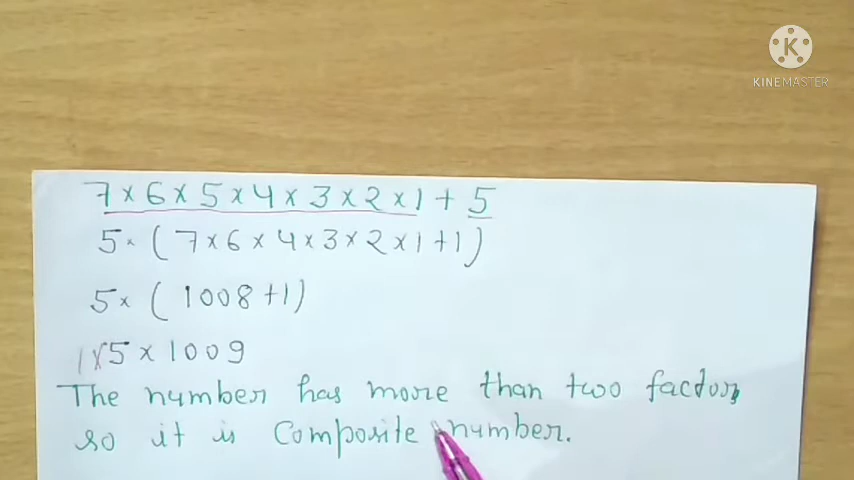 K
KINEMASTER
7 × 6 × 5 × 4 × 3 × 2 × 1 + 5
5 × (7 × 6 × 4 × 3 × 2 × 1 + 1)
5 × (1008 + 1)
1 × 5 × 1009
The number has more than two factors
so it is Composite number.